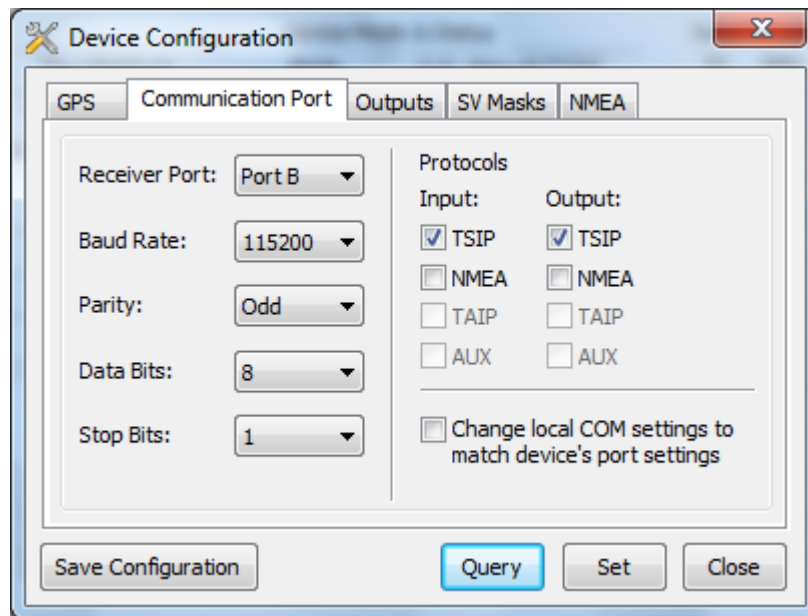 Device Configuration
GPS Communication Port Outputs SV Masks NMEA
Receiver Port: Port B
Baud Rate: 115200
Parity: Odd
Data Bits: 8
Stop Bits: 1
Protocols
Input: Output:
TSIP TSIP
NMEA NMEA
TAIP TAIP
AUX AUX
Change local COM settings to
match device's port settings
Save Configuration Query Set Close